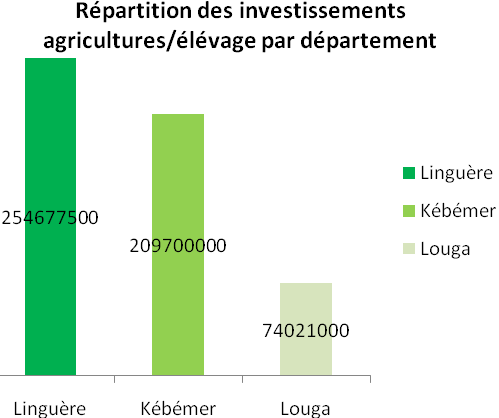 Répartition des investissements
agricultures/élévage par département
254677500
209700000
74021000
Linguère
Kébémer
Louga
Linguère
Kébémer
Louga